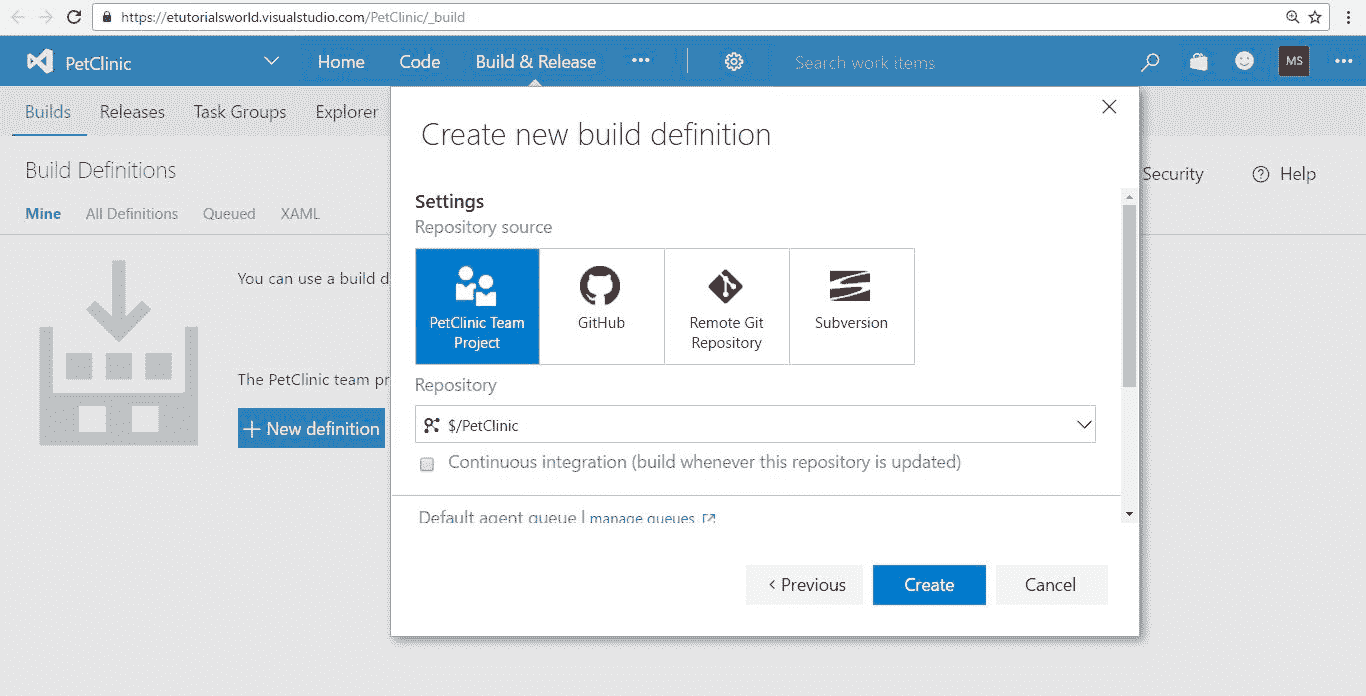 https://etutorialsworld.visualstudio.com/PetClinic/_build
PetClinic Home Code Build & Release ••• Search work items MS •••
Builds Releases Task Groups Explorer
Create new build definition
Build Definitions
Security Help
Mine All Definitions Queued XAML
Settings
Repository source
PetClinic Team Project
GitHub
Remote Git Repository
Subversion
You can use a build d
The PetClinic team pr
+ New definition
Repository
$/PetClinic
Continuous integration (build whenever this repository is updated)
Default agent queue | manage queues
< Previous Create Cancel